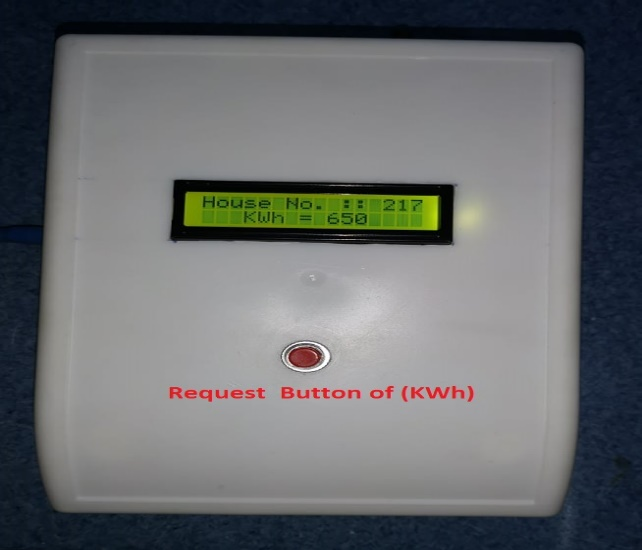 House No. :: 217
KWh = 650
Request Button of (KWh)